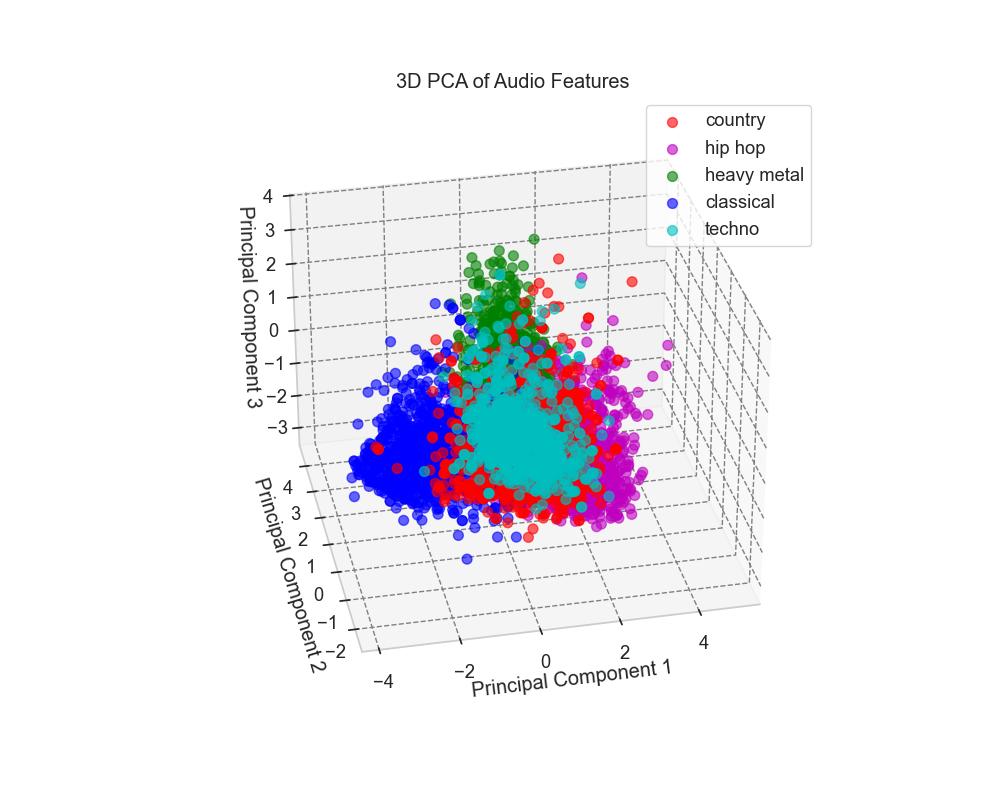 3D PCA of Audio Features
country
hip hop
heavy metal
classical
techno
4
3
2
1
0
−1
−2
−3
Principal Component 3
4
3
2
1
0
−1
−2
Principal Component 2
−4
−2
0
2
4
Principal Component 1